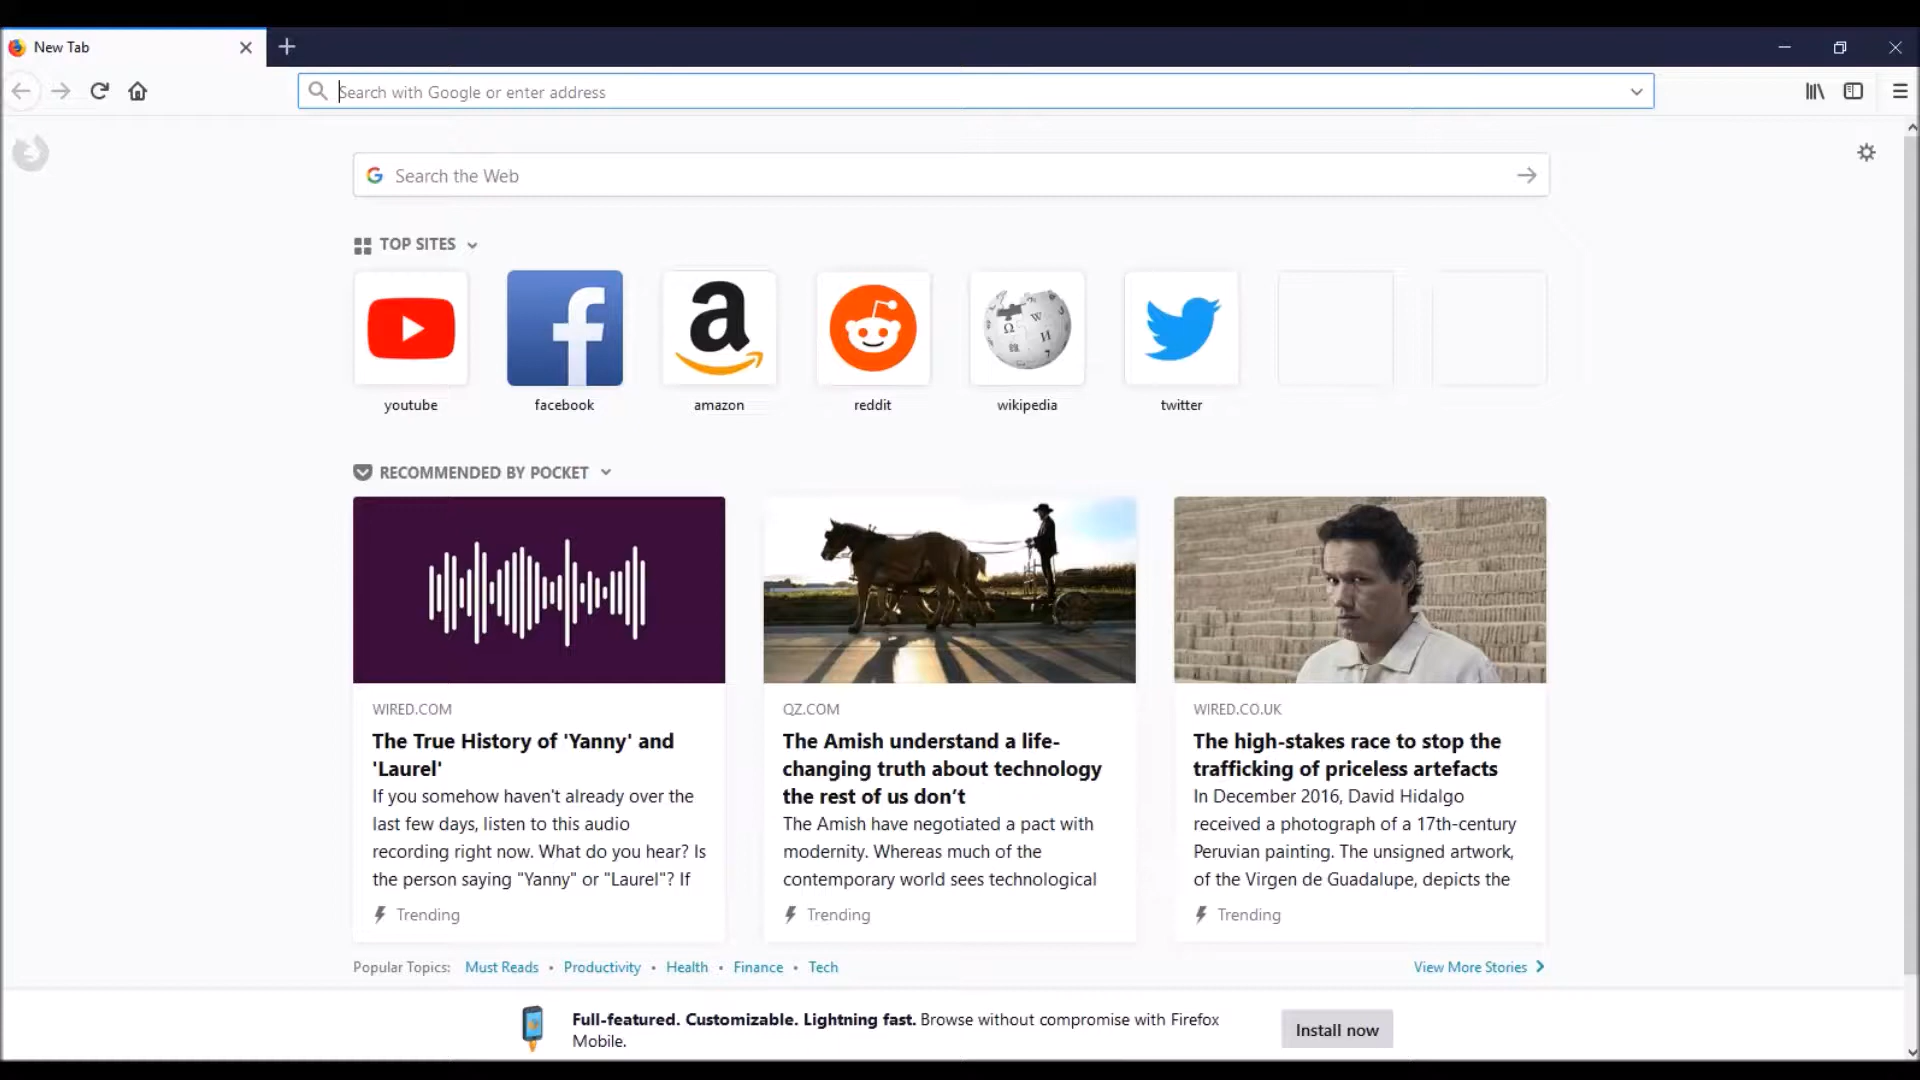 New Tab
Search with Google or enter address
Search the Web
TOP SITES
youtube
facebook
amazon
reddit
wikipedia
twitter
RECOMMENDED BY POCKET
WIRED.COM
The True History of 'Yanny' and
'Laurel'
If you somehow haven't already over the
last few days, listen to this audio
recording right now. What do you hear? Is
the person saying "Yanny" or "Laurel"? If
Trending
QZ.COM
The Amish understand a life-
changing truth about technology
the rest of us don’t
The Amish have negotiated a pact with
modernity. Whereas much of the
contemporary world sees technological
Trending
WIRED.CO.UK
The high-stakes race to stop the
trafficking of priceless artefacts
In December 2016, David Hidalgo
received a photograph of a 17th-century
Peruvian painting. The unsigned artwork,
of the Virgen de Guadalupe, depicts the
Trending
Popular Topics: Must Reads • Productivity • Health • Finance • Tech
View More Stories
Full-featured. Customizable. Lightning fast. Browse without compromise with Firefox
Mobile.
Install now